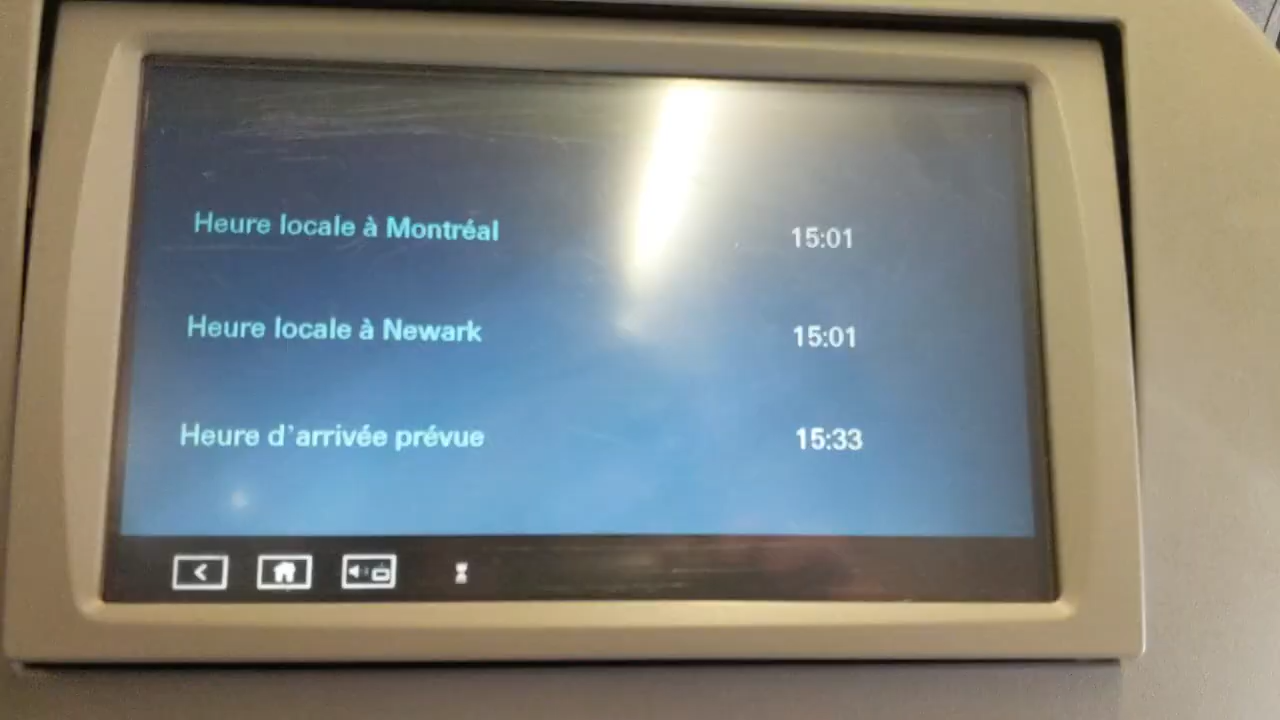 Heure locale à Montréal 15:01
Heure locale à Newark 15:01
Heure d'arrivée prévue 15:33